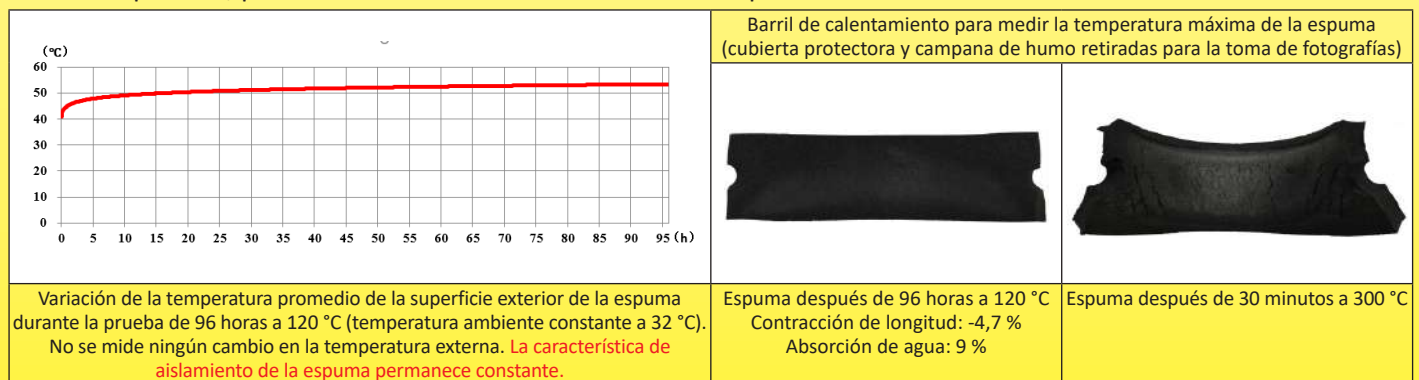 Barril de calentamiento para medir la temperatura máxima de la espuma
(cubierta protectora y campana de humo retiradas para la toma de fotografías)
(℃)
60
50
40
30
20
10
0
0 5 10 15 20 25 30 35 40 45 50 55 60 65 70 75 80 85 90 95 (h)
Variación de la temperatura promedio de la superficie exterior de la espuma
durante la prueba de 96 horas a 120 °C (temperatura ambiente constante a 32 °C).
No se mide ningún cambio en la temperatura externa. La característica de
aislamiento de la espuma permanece constante.
Espuma después de 96 horas a 120 °C
Contracción de longitud: -4,7 %
Absorción de agua: 9 %
Espuma después de 30 minutos a 300 °C